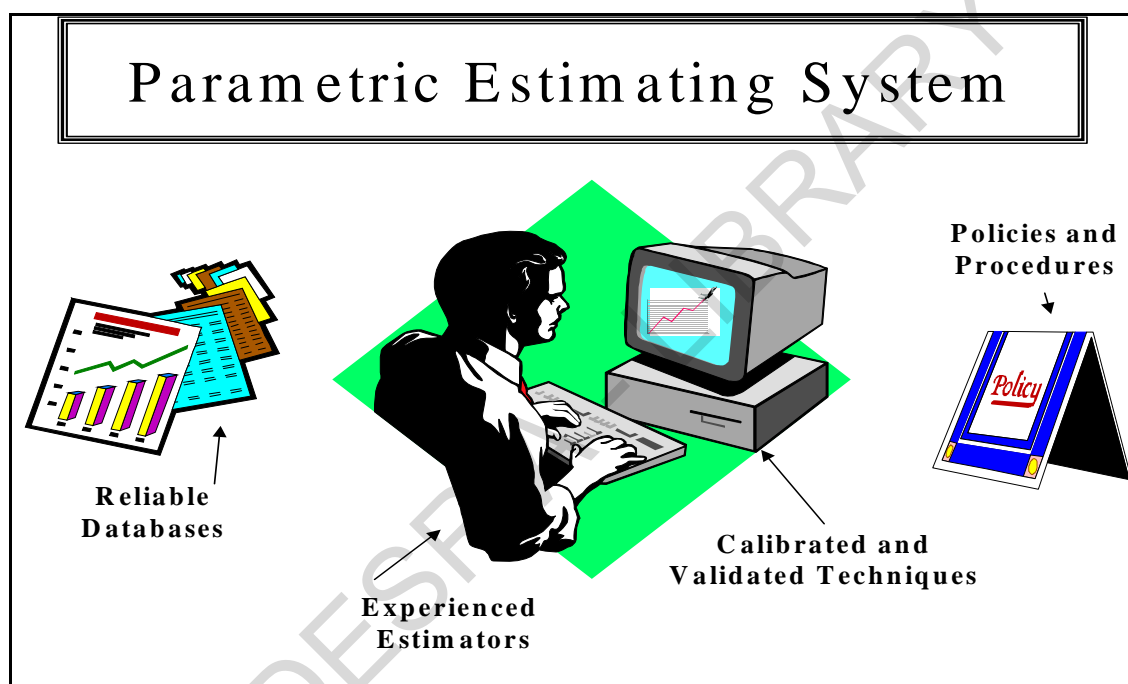 Parametric Estimating System
Policies and
Procedures
Policy
Reliable
Databases
Calibrated and
Validated Techniques
Experienced
Estimators